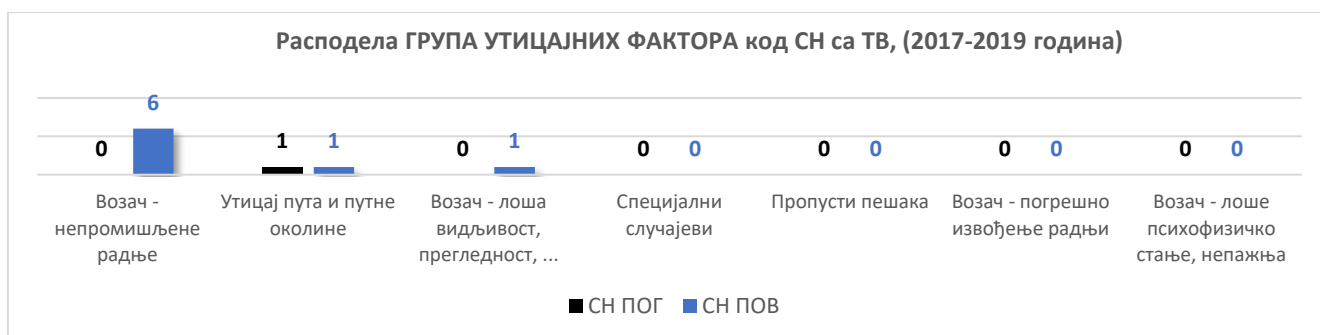 Расподела ГРУПА УТИЦАЈНИХ ФАКТОРА код СН са ТВ, (2017-2019 година)
0 6 1 1 0 1 0 0 0 0 0 0 0 0
Возач -
непромишљене
радње
Утицај пута и путне
околине
Возач - лоша
видљивост,
прегледност, ...
Специјални
случајеви
Пропусти пешака
Возач - погрешно
извођење радњи
Возач - лоше
психофизичко
стање, непажња
СН ПОГ СН ПОВ